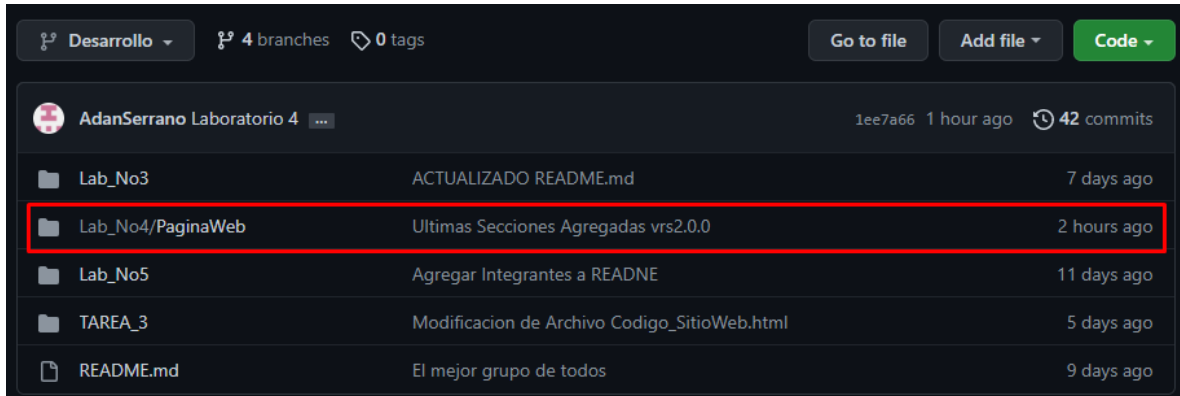 Desarrollo 4 branches 0 tags Go to file Add file Code
AdanSerrano Laboratorio 4 ... 1ee7a66 1 hour ago 42 commits
Lab_No3 ACTUALIZADO README.md 7 days ago
Lab_No4/PaginaWeb Ultimas Secciones Agregadas vrs2.0.0 2 hours ago
Lab_No5 Agregar Integrantes a READNE 11 days ago
TAREA_3 Modificacion de Archivo Codigo_SitioWeb.html 5 days ago
README.md El mejor grupo de todos 9 days ago